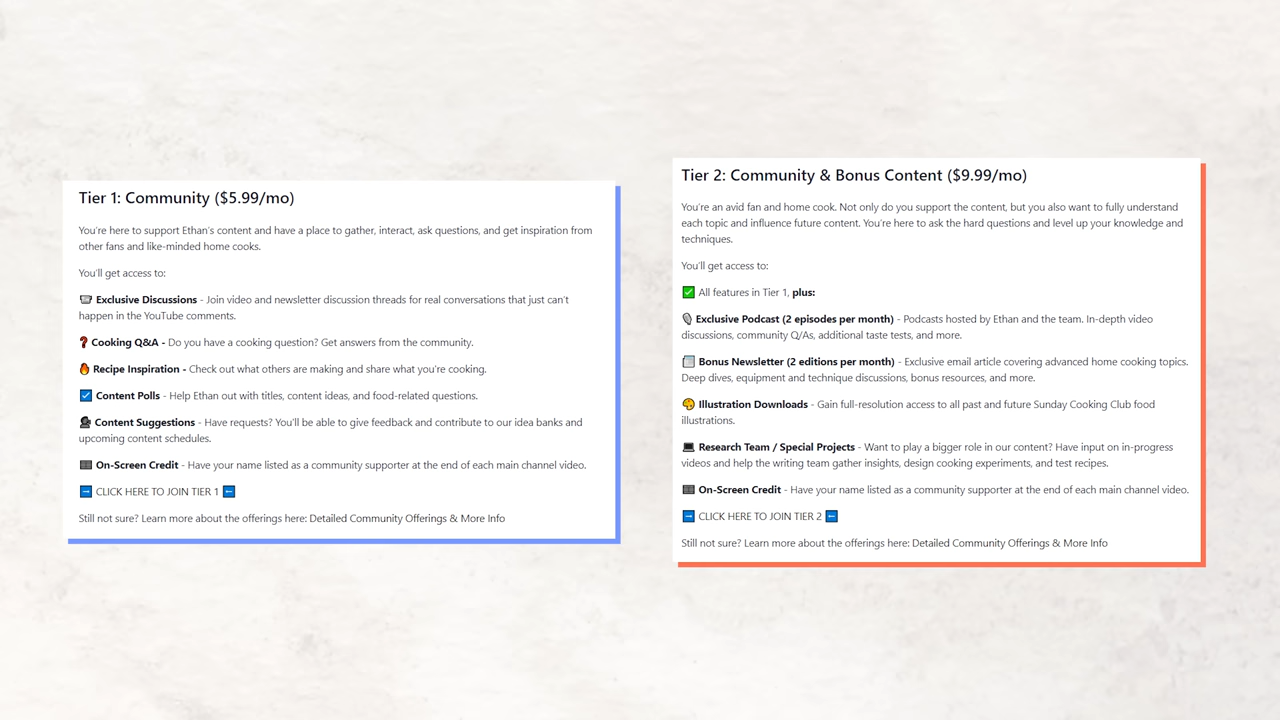 Tier 1: Community ($5.99/mo)
You're here to support Ethan's content and have a place to gather, interact, ask questions, and get inspiration from
other fans and like-minded home cooks.
You'll get access to:
Exclusive Discussions - Join video and newsletter discussion threads for real conversations that just can't
happen in the YouTube comments.
❓ Cooking Q&A - Do you have a cooking question? Get answers from the community.
🔥 Recipe Inspiration - Check out what others are making and share what you're cooking.
☑ Content Polls - Help Ethan out with titles, content ideas, and food-related questions.
🗣 Content Suggestions - Have requests? You'll be able to give feedback and contribute to our idea banks and
upcoming content schedules.
On-Screen Credit - Have your name listed as a community supporter at the end of each main channel video.
➡ CLICK HERE TO JOIN TIER 1 ⬅
Still not sure? Learn more about the offerings here: Detailed Community Offerings & More Info
Tier 2: Community & Bonus Content ($9.99/mo)
You're an avid fan and home cook. Not only do you support the content, but you also want to fully understand
each topic and influence future content. You're here to ask the hard questions and level up your knowledge and
techniques.
You'll get access to:
✅ All features in Tier 1, plus:
🎙 Exclusive Podcast (2 episodes per month) - Podcasts hosted by Ethan and the team. In-depth video
discussions, community Q/As, additional taste tests, and more.
Bonus Newsletter (2 editions per month) - Exclusive email article covering advanced home cooking topics.
Deep dives, equipment and technique discussions, bonus resources, and more.
🎨 Illustration Downloads - Gain full-resolution access to all past and future Sunday Cooking Club food
illustrations.
💻 Research Team / Special Projects - Want to play a bigger role in our content? Have input on in-progress
videos and help the writing team gather insights, design cooking experiments, and test recipes.
On-Screen Credit - Have your name listed as a community supporter at the end of each main channel video.
➡ CLICK HERE TO JOIN TIER 2 ⬅
Still not sure? Learn more about the offerings here: Detailed Community Offerings & More Info